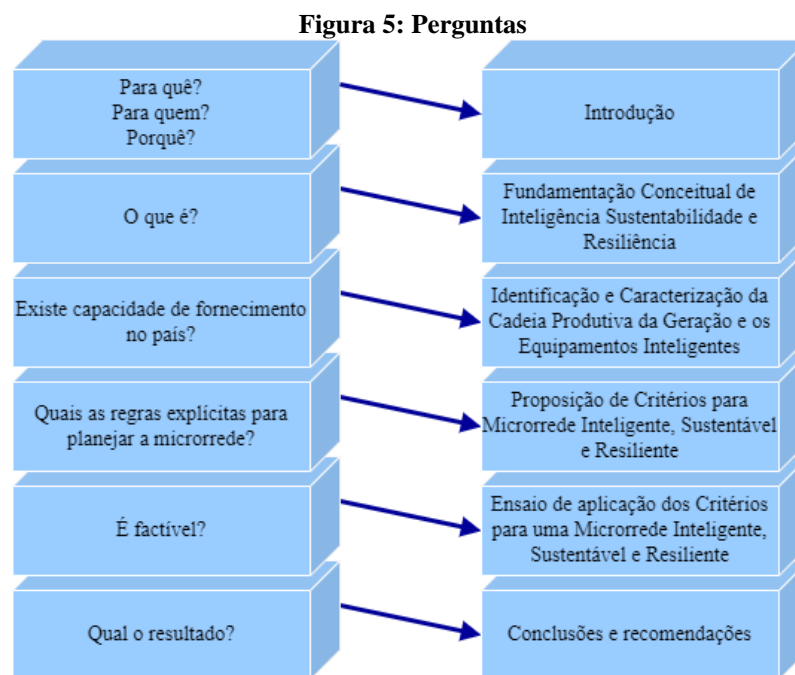 Figura 5: Perguntas
Para quê?
Para quem?
Porquê?
Introdução
O que é?
Fundamentação Conceitual de
Inteligência Sustentabilidade e
Resiliência
Existe capacidade de fornecimento
no país?
Identificação e Caracterização da
Cadeia Produtiva da Geração e os
Equipamentos Inteligentes
Quais as regras explícitas para
planejar a microrrede?
Proposição de Critérios para
Microrrede Inteligente, Sustentável
e Resiliente
É factível?
Ensaio de aplicação dos Critérios
para uma Microrrede Inteligente,
Sustentável e Resiliente
Qual o resultado?
Conclusões e recomendações